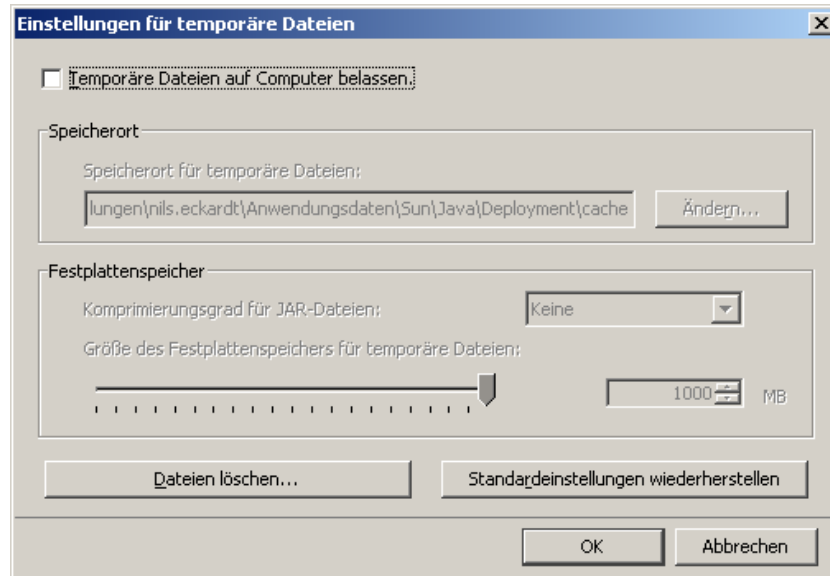 Einstellungen für temporäre Dateien
Temporäre Dateien auf Computer belassen.
Speicherort
Speicherort für temporäre Dateien:
lungen\nils.eckardt\Anwendungsdaten\Sun\Java\Deployment\cache
Ändern...
Festplattenspeicher
Komprimierungsgrad für JAR-Dateien:
Keine
Größe des Festplattenspeichers für temporäre Dateien:
1000 MB
Dateien löschen...
Standardeinstellungen wiederherstellen
OK
Abbrechen